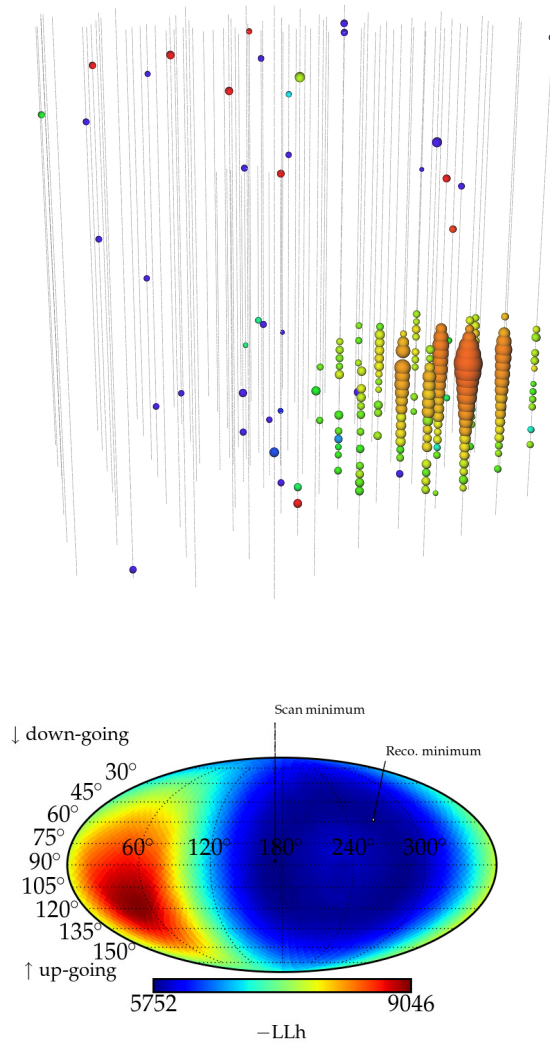 Scan minimum
↓ down-going
Reco. minimum
30°
45°
60°
75°
90°
60° 120° 180° 240° 300°
105°
120°
135°
150°
↑ up-going
5752 9046
−LLh